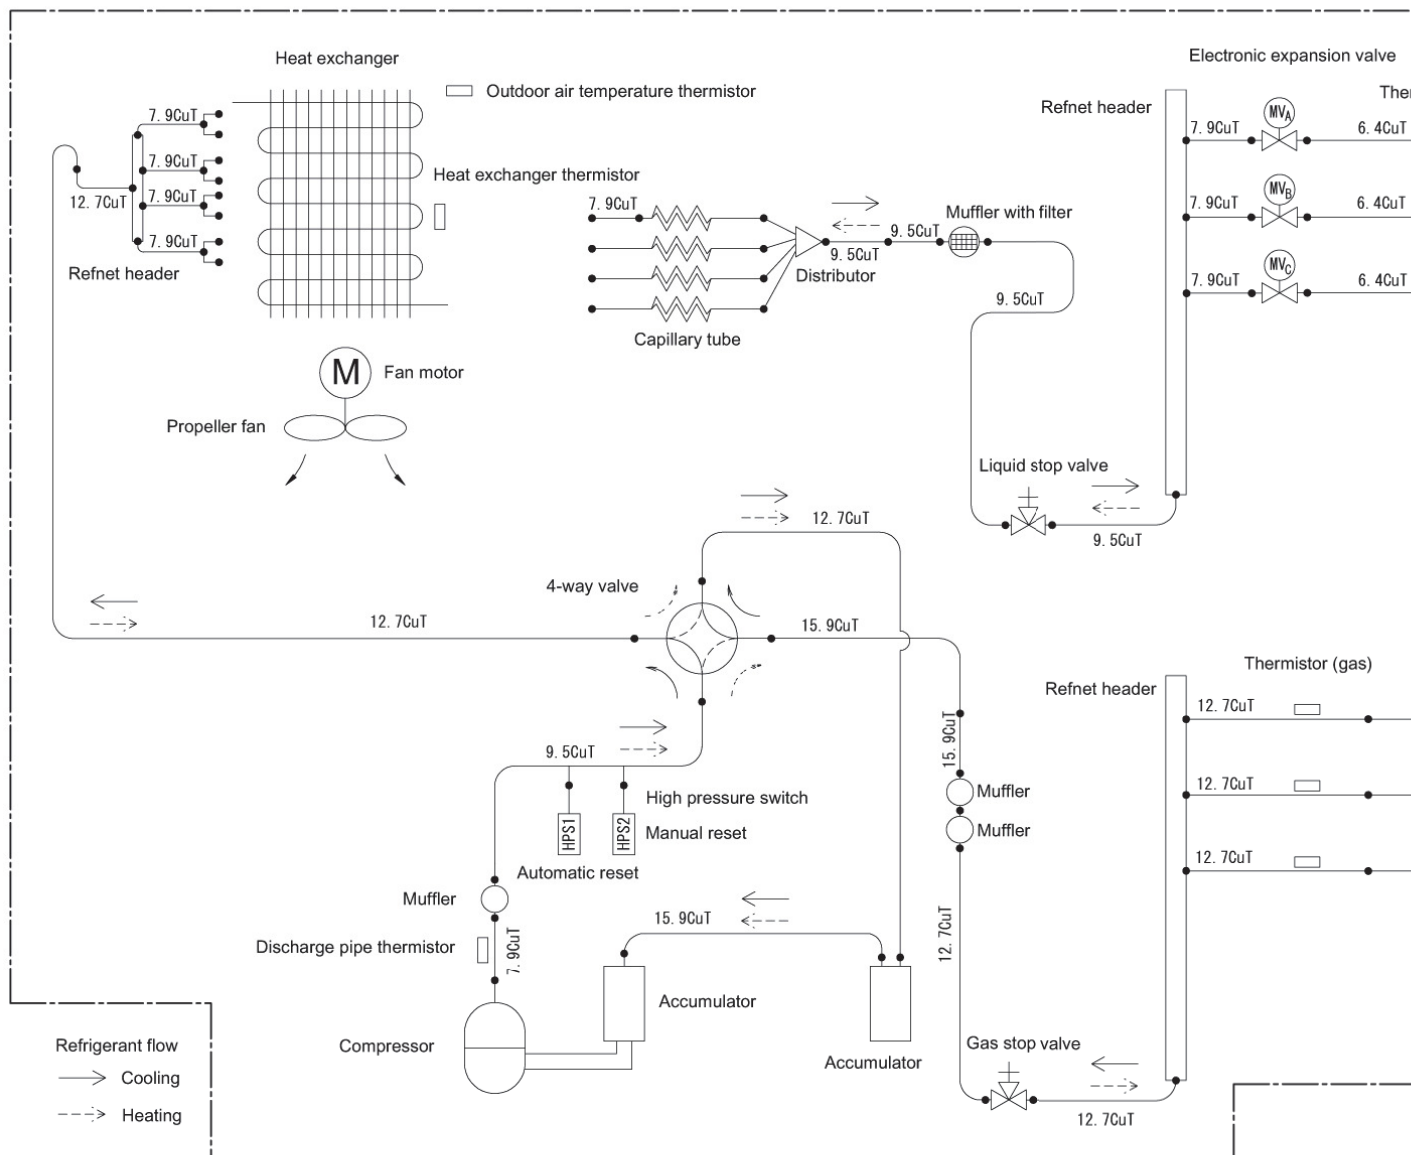 Heat exchanger
Electronic expansion valve
Outdoor air temperature thermistor
Refnet header
Ther
MVA
7.9CuT
7.9CuT
6.4CuT
7.9CuT
12.7CuT
7.9CuT
7.9CuT
Refnet header
Heat exchanger thermistor
7.9CuT
Muffler with filter
9.5CuT
9.5CuT
Distributor
MVB
7.9CuT
6.4CuT
MVC
7.9CuT
6.4CuT
9.5CuT
Capillary tube
M
Fan motor
Propeller fan
Liquid stop valve
9.5CuT
12.7CuT
4-way valve
12.7CuT
15.9CuT
Refnet header
Thermistor (gas)
12.7CuT
15.9CuT
9.5CuT
High pressure switch
HPS1
HPS2
Manual reset
Automatic reset
Muffler
Muffler
12.7CuT
12.7CuT
Muffler
Discharge pipe thermistor
7.9CuT
15.9CuT
12.7CuT
Accumulator
Compressor
Accumulator
Gas stop valve
12.7CuT
Refrigerant flow
Cooling
Heating